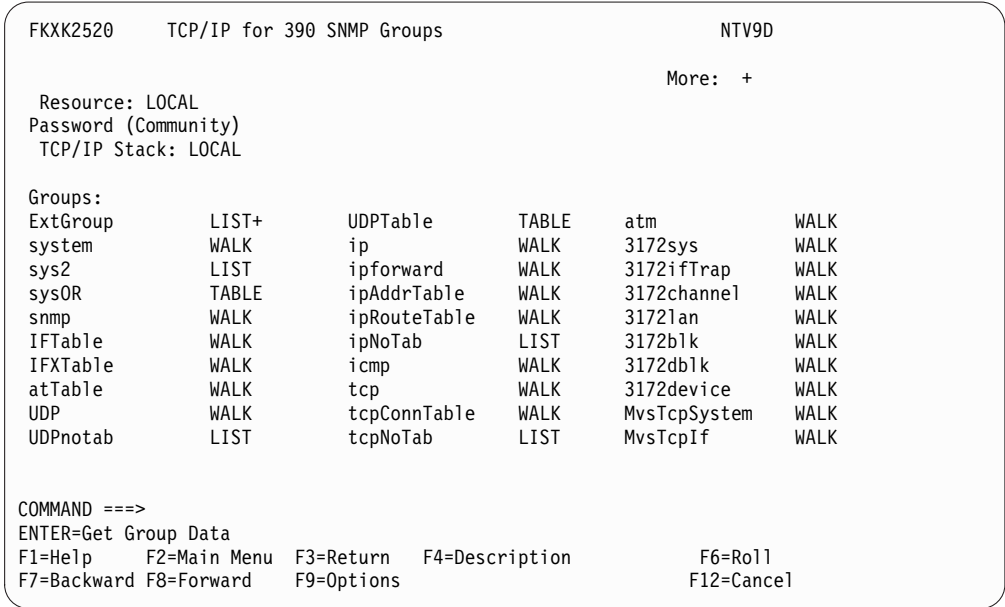 FKXK2520 TCP/IP for 390 SNMP Groups NTV9D
More: +
Resource: LOCAL
Password (Community)
TCP/IP Stack: LOCAL
Groups:
ExtGroup LIST+ UDPTable TABLE atm WALK
system WALK ip WALK 3172sys WALK
sys2 LIST ipforward WALK 3172ifTrap WALK
sysOR TABLE ipAddrTable WALK 3172channel WALK
snmp WALK ipRouteTable WALK 3172lan WALK
IFTable WALK ipNoTab LIST 3172blk WALK
IFXTable WALK icmp WALK 3172dblk WALK
atTable WALK tcp WALK 3172device WALK
UDP WALK tcpConnTable WALK MvsTcpSystem WALK
UDPnotab LIST tcpNoTab LIST MvsTcpIf WALK
COMMAND ===>
ENTER=Get Group Data
F1=Help F2=Main Menu F3=Return F4=Description F6=Roll
F7=Backward F8=Forward F9=Options F12=Cancel